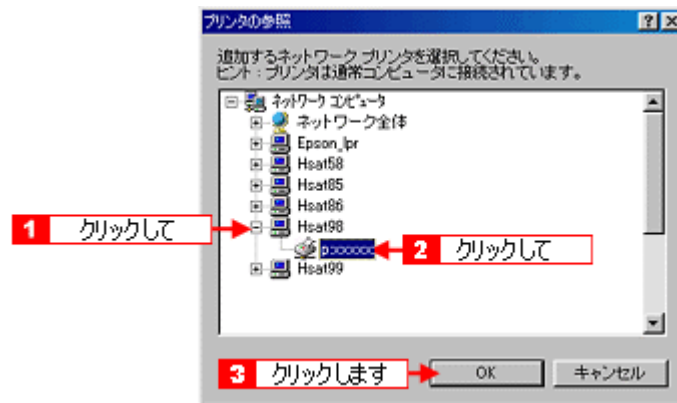 プリンタの参照
追加するネットワーク プリンタを選択してください。
ヒント：プリンタは通常コンピュータに接続されています。
ネットワーク コンピュータ
ネットワーク全体
Epson_lpr
Hsat58
Hsat85
Hsat86
1 クリックして
Hsat98
2 クリックして
Hsat99
3 クリックします
OK
キャンセル